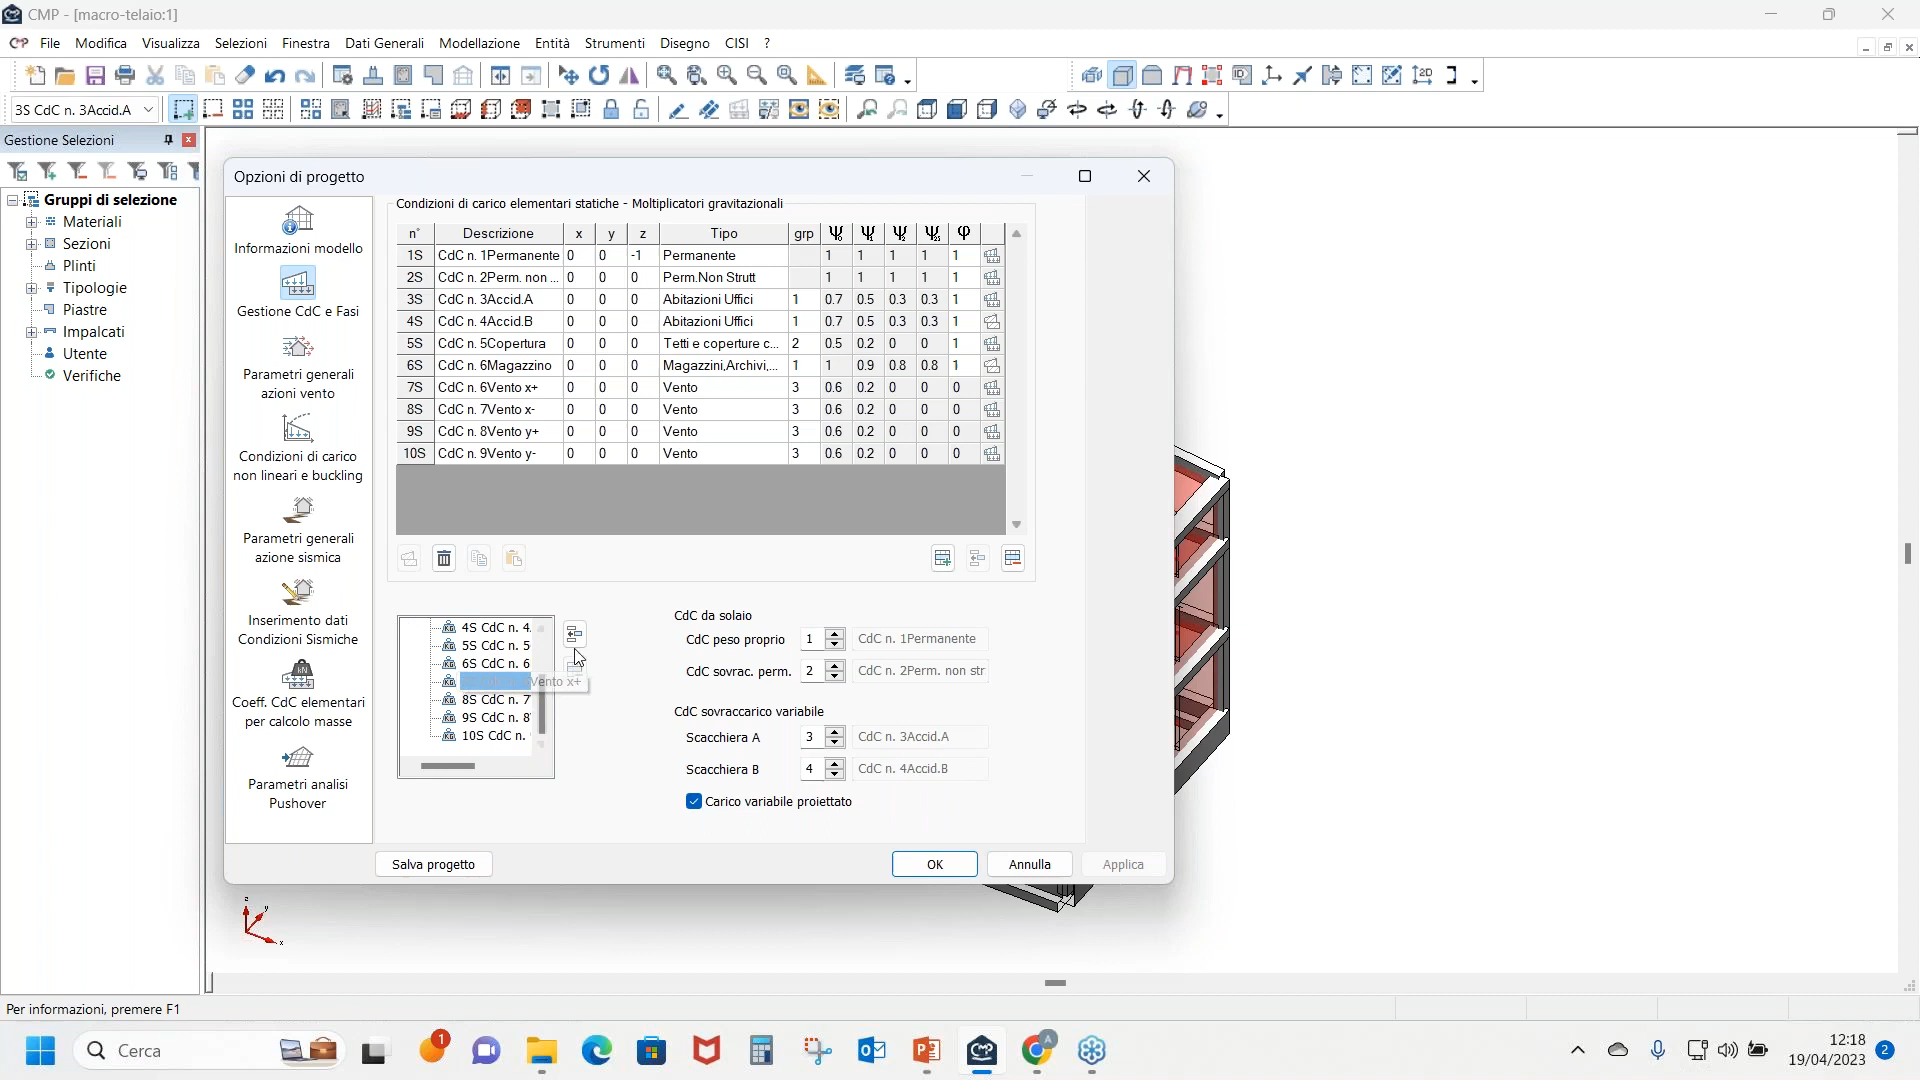 CMP - [macro-telaio:1]
File Modifica Visualizza Selezioni Finestra Dati Generali Modellazione Entità Strumenti Disegno CISI ?
3S CdC n. 3Accid.A
Gestione Selezioni
Gruppi di selezione
Materiali
Sezioni
Plinti
Tipologie
Piastre
Impalcati
Utente
Verifiche
Opzioni di progetto
Informazioni modello
Gestione CdC e Fasi
Parametri generali
azioni vento
Condizioni di carico
non lineari e buckling
Parametri generali
azione sismica
Inserimento dati
Condizioni Sismiche
Coeff. CdC elementari
per calcolo masse
Parametri analisi
Pushover
Condizioni di carico elementari statiche - Moltiplicatori gravitazionali
n° Descrizione x y z Tipo grp Ψ0 Ψ1 Ψ2 Ψ2S φ
1S CdC n. 1Permanente 0 0 -1 Permanente 1 1 1 1 1
2S CdC n. 2Perm. non ... 0 0 0 Perm.Non Strutt 1 1 1 1 1
3S CdC n. 3Accid.A 0 0 0 Abitazioni Uffici 1 0.7 0.5 0.3 0.3 1
4S CdC n. 4Accid.B 0 0 0 Abitazioni Uffici 1 0.7 0.5 0.3 0.3 1
5S CdC n. 5Copertura 0 0 0 Tetti e coperture c... 2 0.5 0.2 0 0 1
6S CdC n. 6Magazzino 0 0 0 Magazzini,Archivi,... 1 1 0.9 0.8 0.8 1
7S CdC n. 6Vento x+ 0 0 0 Vento 3 0.6 0.2 0 0 0
8S CdC n. 7Vento x- 0 0 0 Vento 3 0.6 0.2 0 0 0
9S CdC n. 8Vento y+ 0 0 0 Vento 3 0.6 0.2 0 0 0
10S CdC n. 9Vento y- 0 0 0 Vento 3 0.6 0.2 0 0 0
4S CdC n. 4
5S CdC n. 5
6S CdC n. 6
Vento x+
8S CdC n. 7
9S CdC n. 8
10S CdC n.
CdC da solaio
CdC peso proprio 1 CdC n. 1Permanente
CdC sovrac. perm. 2 CdC n. 2Perm. non str
CdC sovraccarico variabile
Scacchiera A 3 CdC n. 3Accid.A
Scacchiera B 4 CdC n. 4Accid.B
Carico variabile proiettato
Salva progetto OK Annulla Applica
z
y
x
Per informazioni, premere F1
Cerca
1
A
12:18
19/04/2023
2